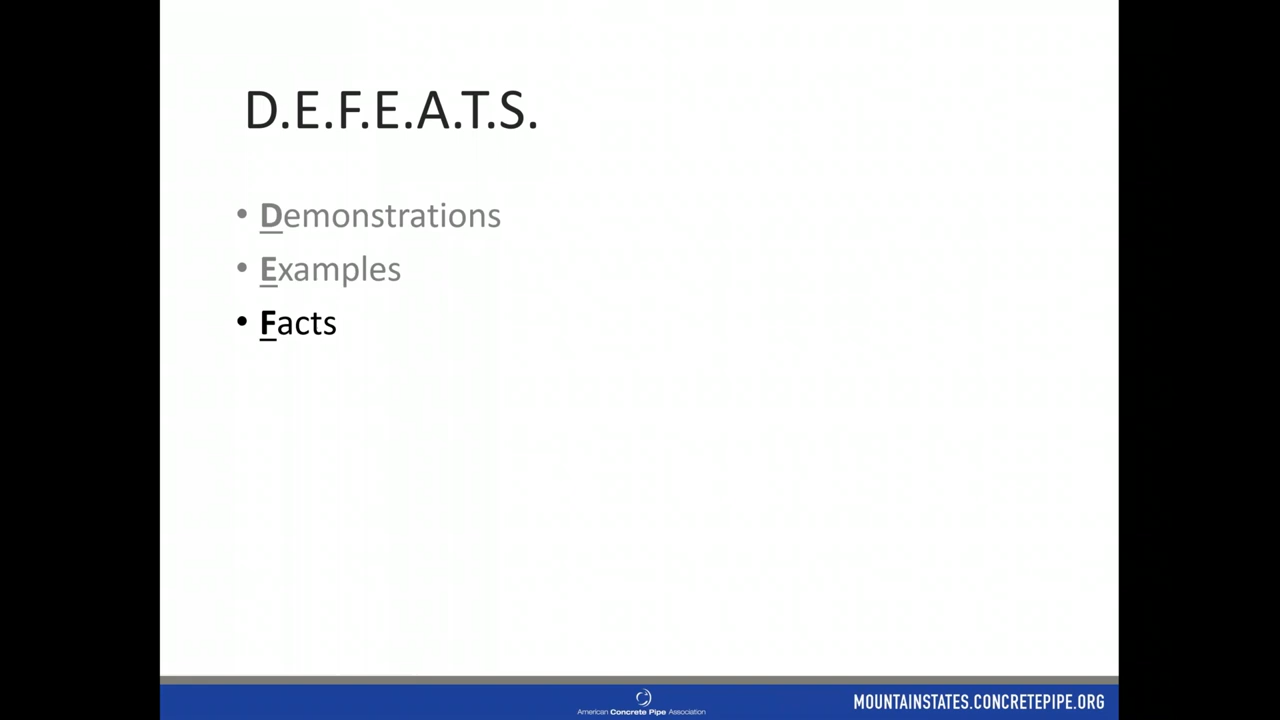 D.E.F.E.A.T.S.
• Demonstrations
• Examples
• Facts
American Concrete Pipe Association
MOUNTAINSTATES.CONCRETEPIPE.ORG